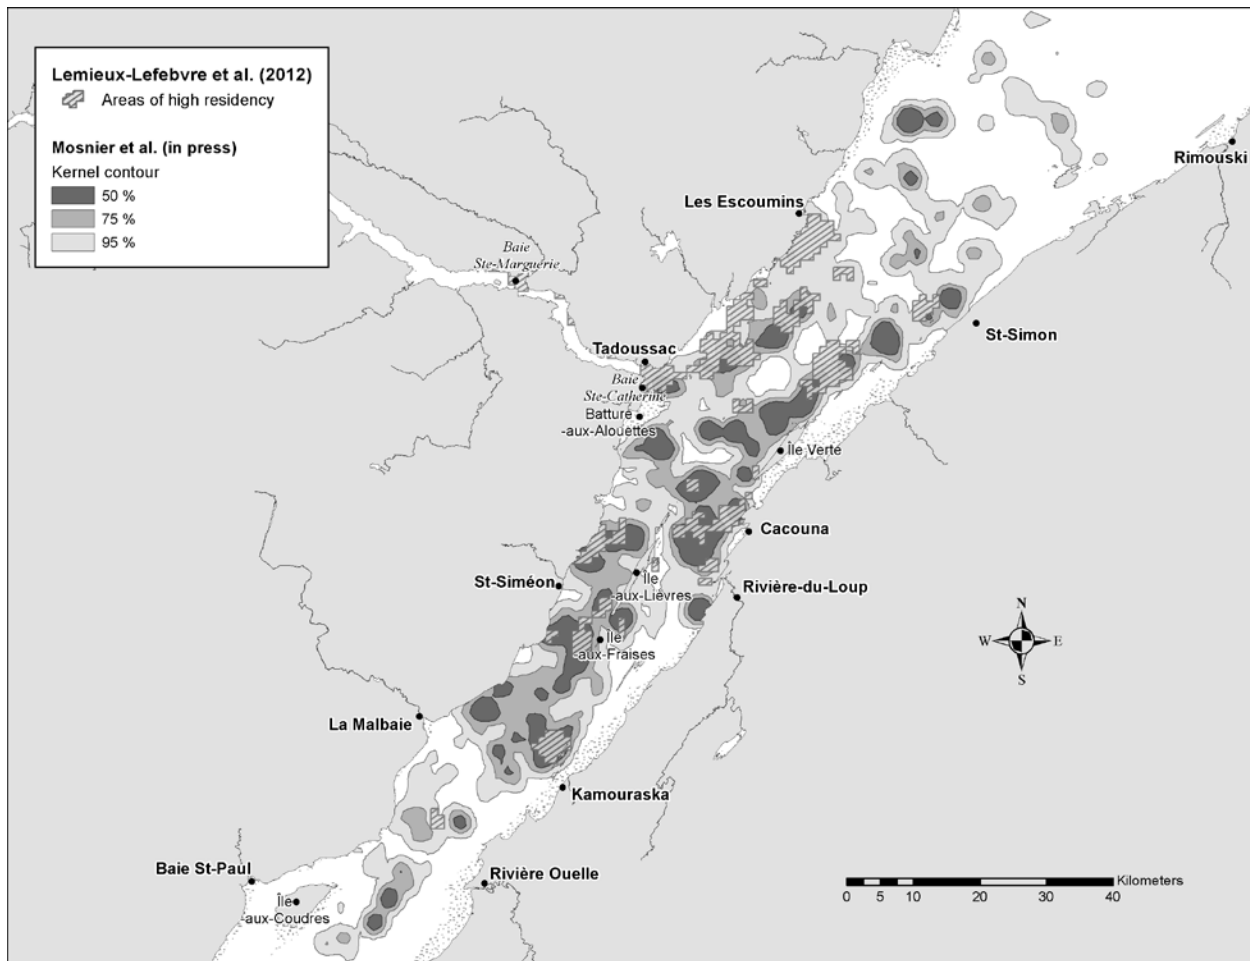 Lemieux-Lefebvre et al. (2012)
Areas of high residency
Mosnier et al. (in press)
Kernel contour
50 %
75 %
95 %
Rimouski
Les Escoumins
Baie
Ste-Marguerie
St-Simon
Tadoussac
Baie
Ste-Catherine
Batture
-aux-Alouettes
Île Verte
Cacouna
St-Siméon
Île
-aux-Lièvres
Rivière-du-Loup
Île
-aux-Fraises
N
W
E
S
La Malbaie
Kamouraska
Baie St-Paul
Rivière Ouelle
Île
-aux-Coudres
Kilometers
0 5 10 20 30 40